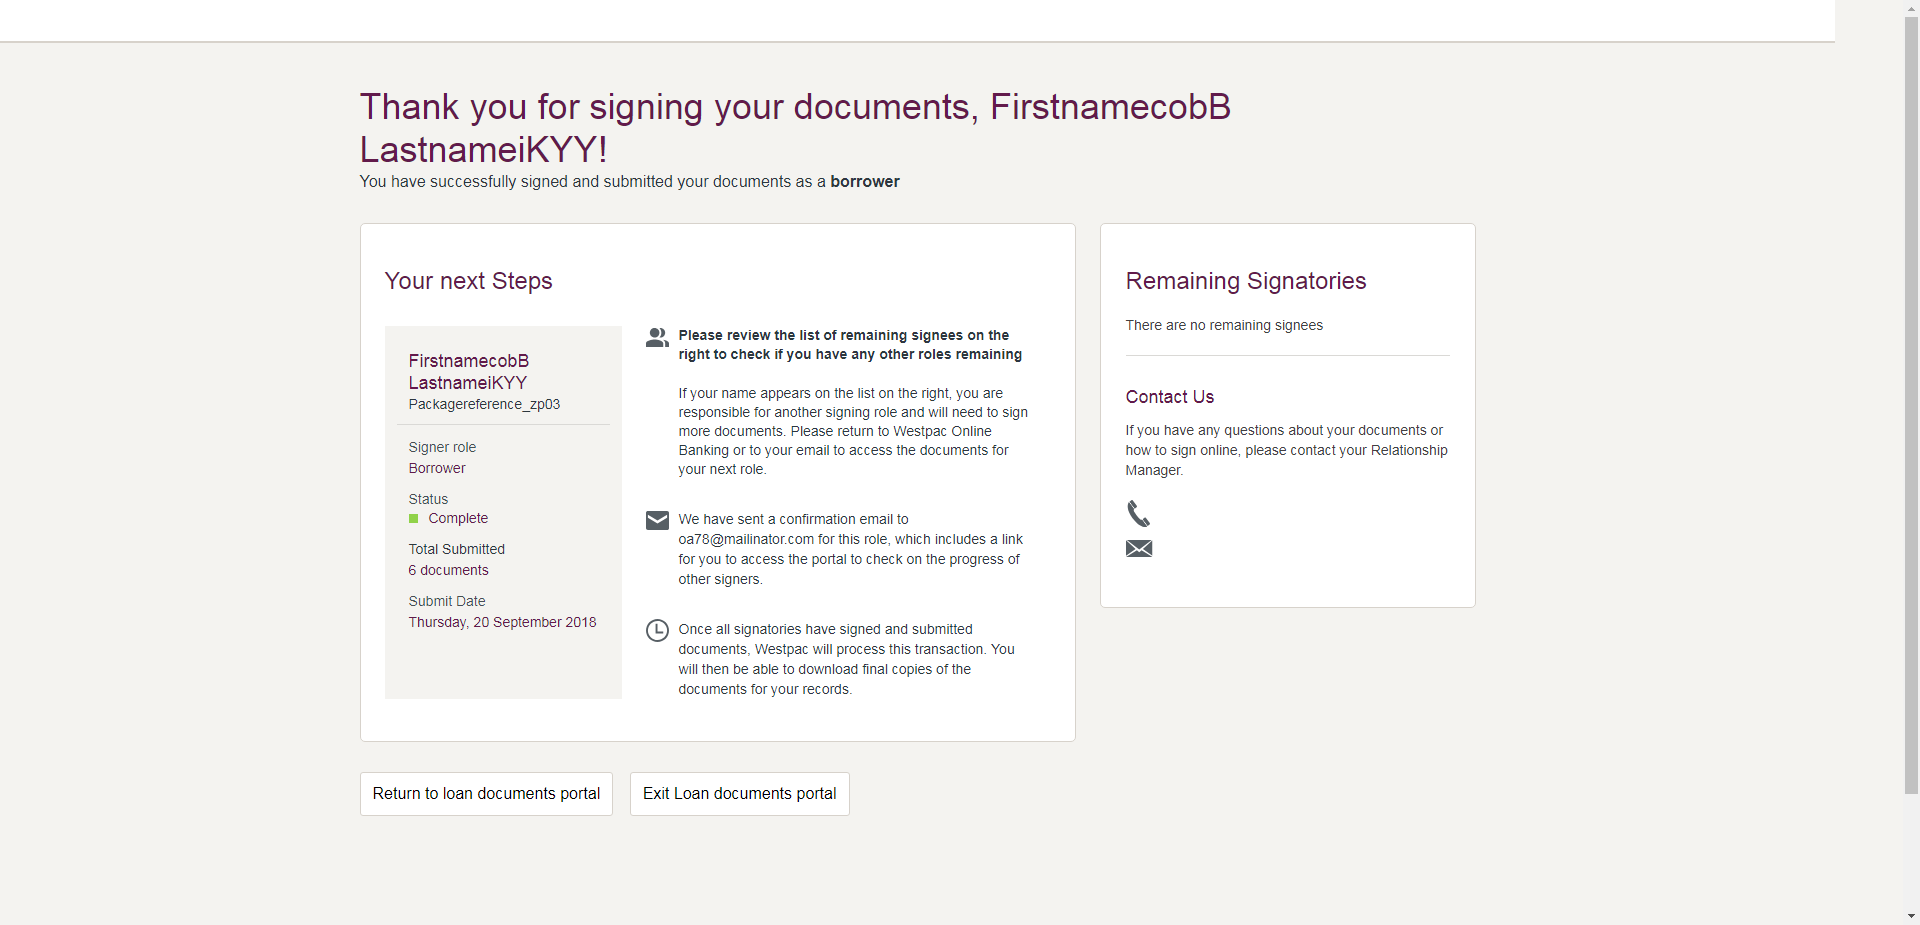 Thank you for signing your documents, FirstnamecobB
LastnameiKYY!
You have successfully signed and submitted your documents as a borrower
Your next Steps
FirstnamecobB
LastnameiKYY
Packagereference_zp03
Signer role
Borrower
Status
Complete
Total Submitted
6 documents
Submit Date
Thursday, 20 September 2018
Please review the list of remaining signees on the
right to check if you have any other roles remaining
If your name appears on the list on the right, you are
responsible for another signing role and will need to sign
more documents. Please return to Westpac Online
Banking or to your email to access the documents for
your next role.
We have sent a confirmation email to
oa78@mailinator.com for this role, which includes a link
for you to access the portal to check on the progress of
other signers.
Once all signatories have signed and submitted
documents, Westpac will process this transaction. You
will then be able to download final copies of the
documents for your records.
Remaining Signatories
There are no remaining signees
Contact Us
If you have any questions about your documents or
how to sign online, please contact your Relationship
Manager.
Return to loan documents portal
Exit Loan documents portal